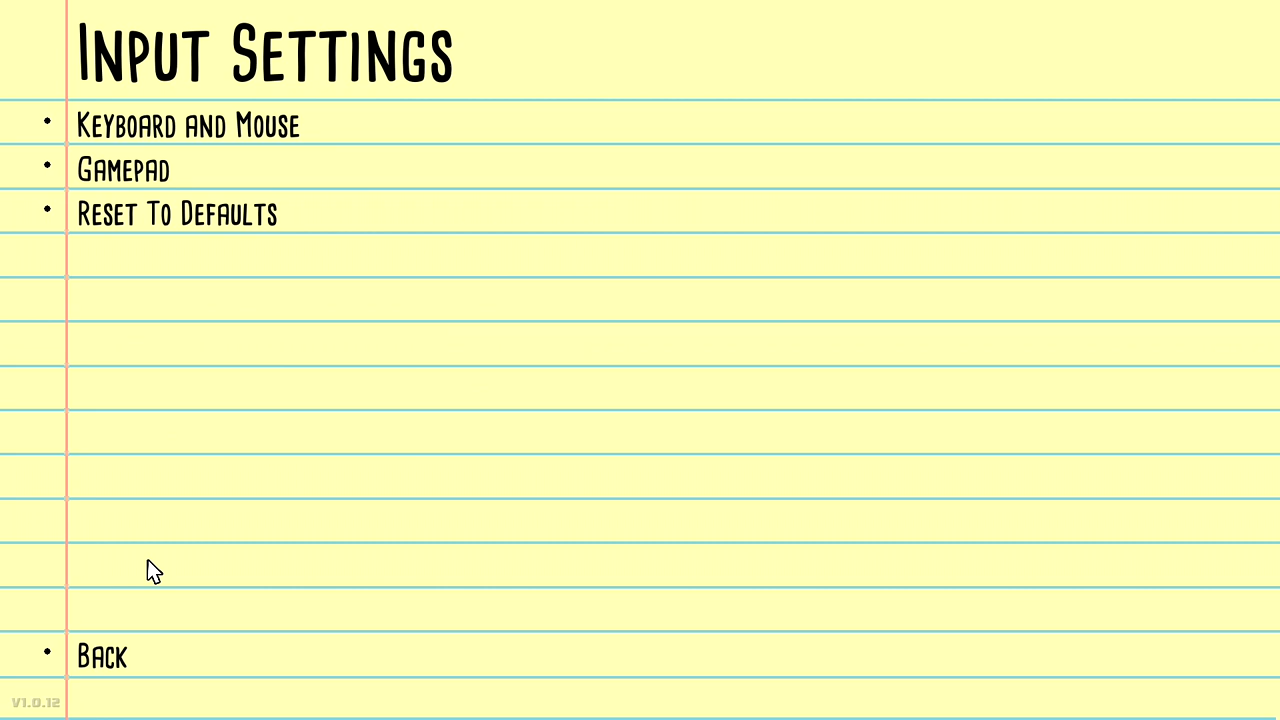 Input Settings
Keyboard and Mouse
Gamepad
Reset To Defaults
Back
V1.0.12